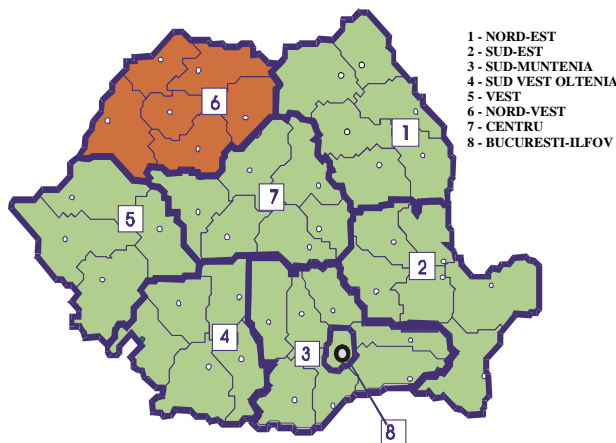 1 - NORD-EST
2 - SUD-EST
3 - SUD-MUNTENIA
4 - SUD VEST OLTENIA
5 - VEST
6 - NORD-VEST
7 - CENTRU
8 - BUCURESTI-ILFOV
6
1
7
5
2
4
3
8